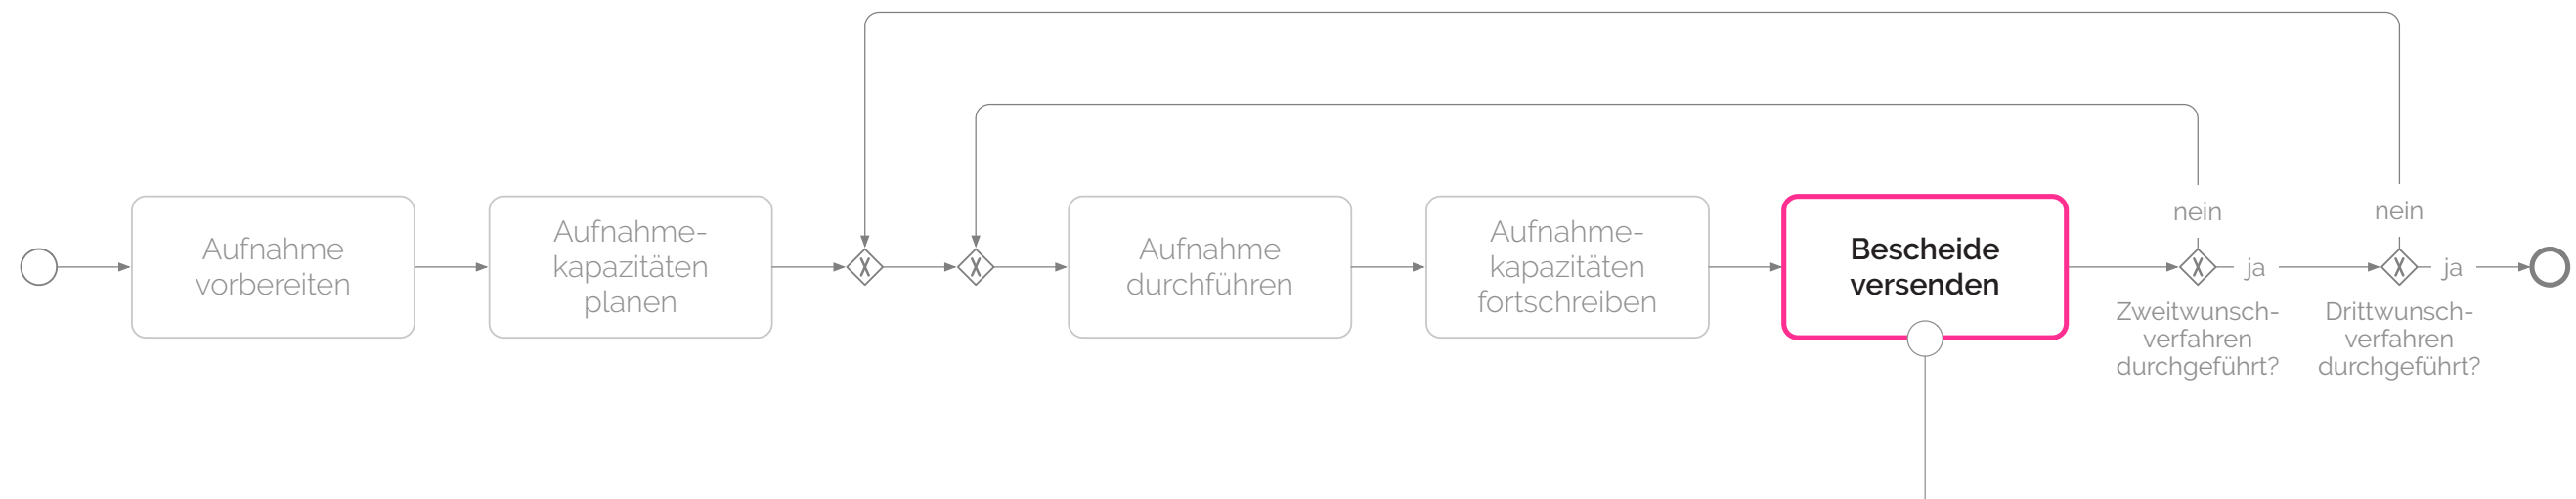 Aufnahme
vorbereiten
Aufnahme-
kapazitäten
planen
X
X
Aufnahme
durchführen
Aufnahme-
kapazitäten
fortschreiben
Bescheide
versenden
nein
X
ja
Zweitwunsch-
verfahren
durchgeführt?
nein
X
ja
Drittwunsch-
verfahren
durchgeführt?